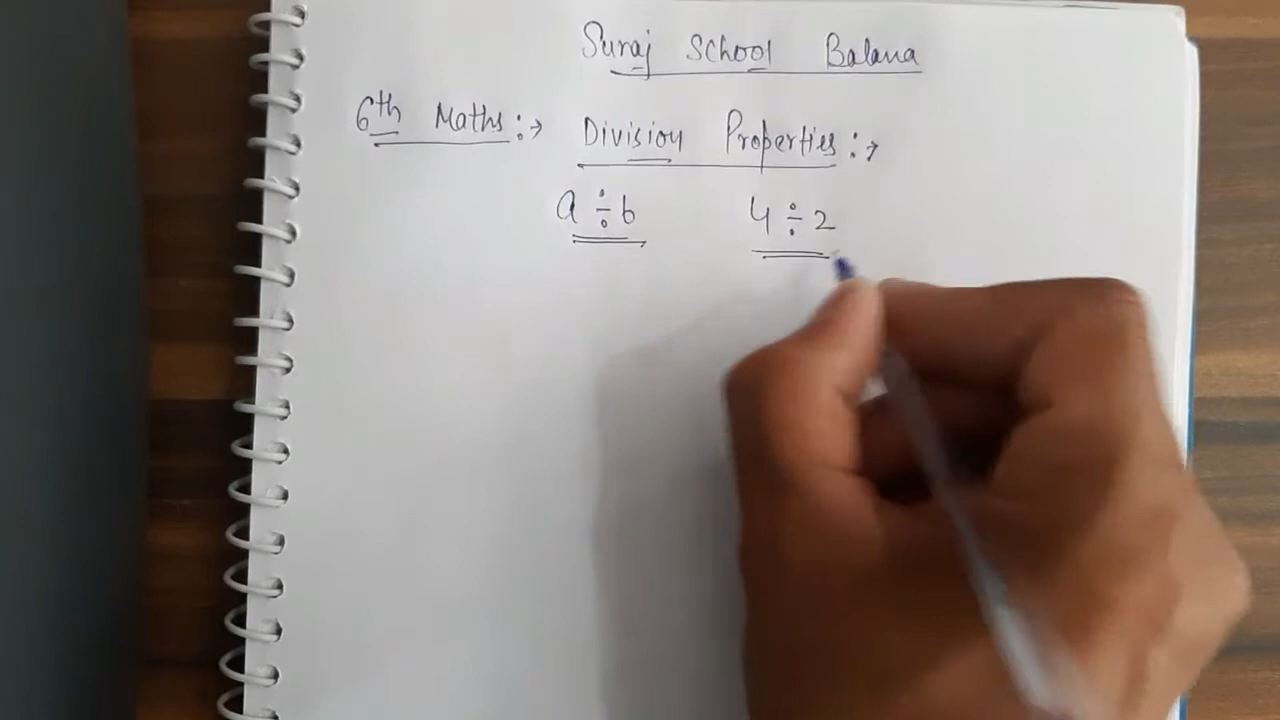 Suraj School Balana
6th Maths:→ Division Properties:→
a ÷ b 4 ÷ 2